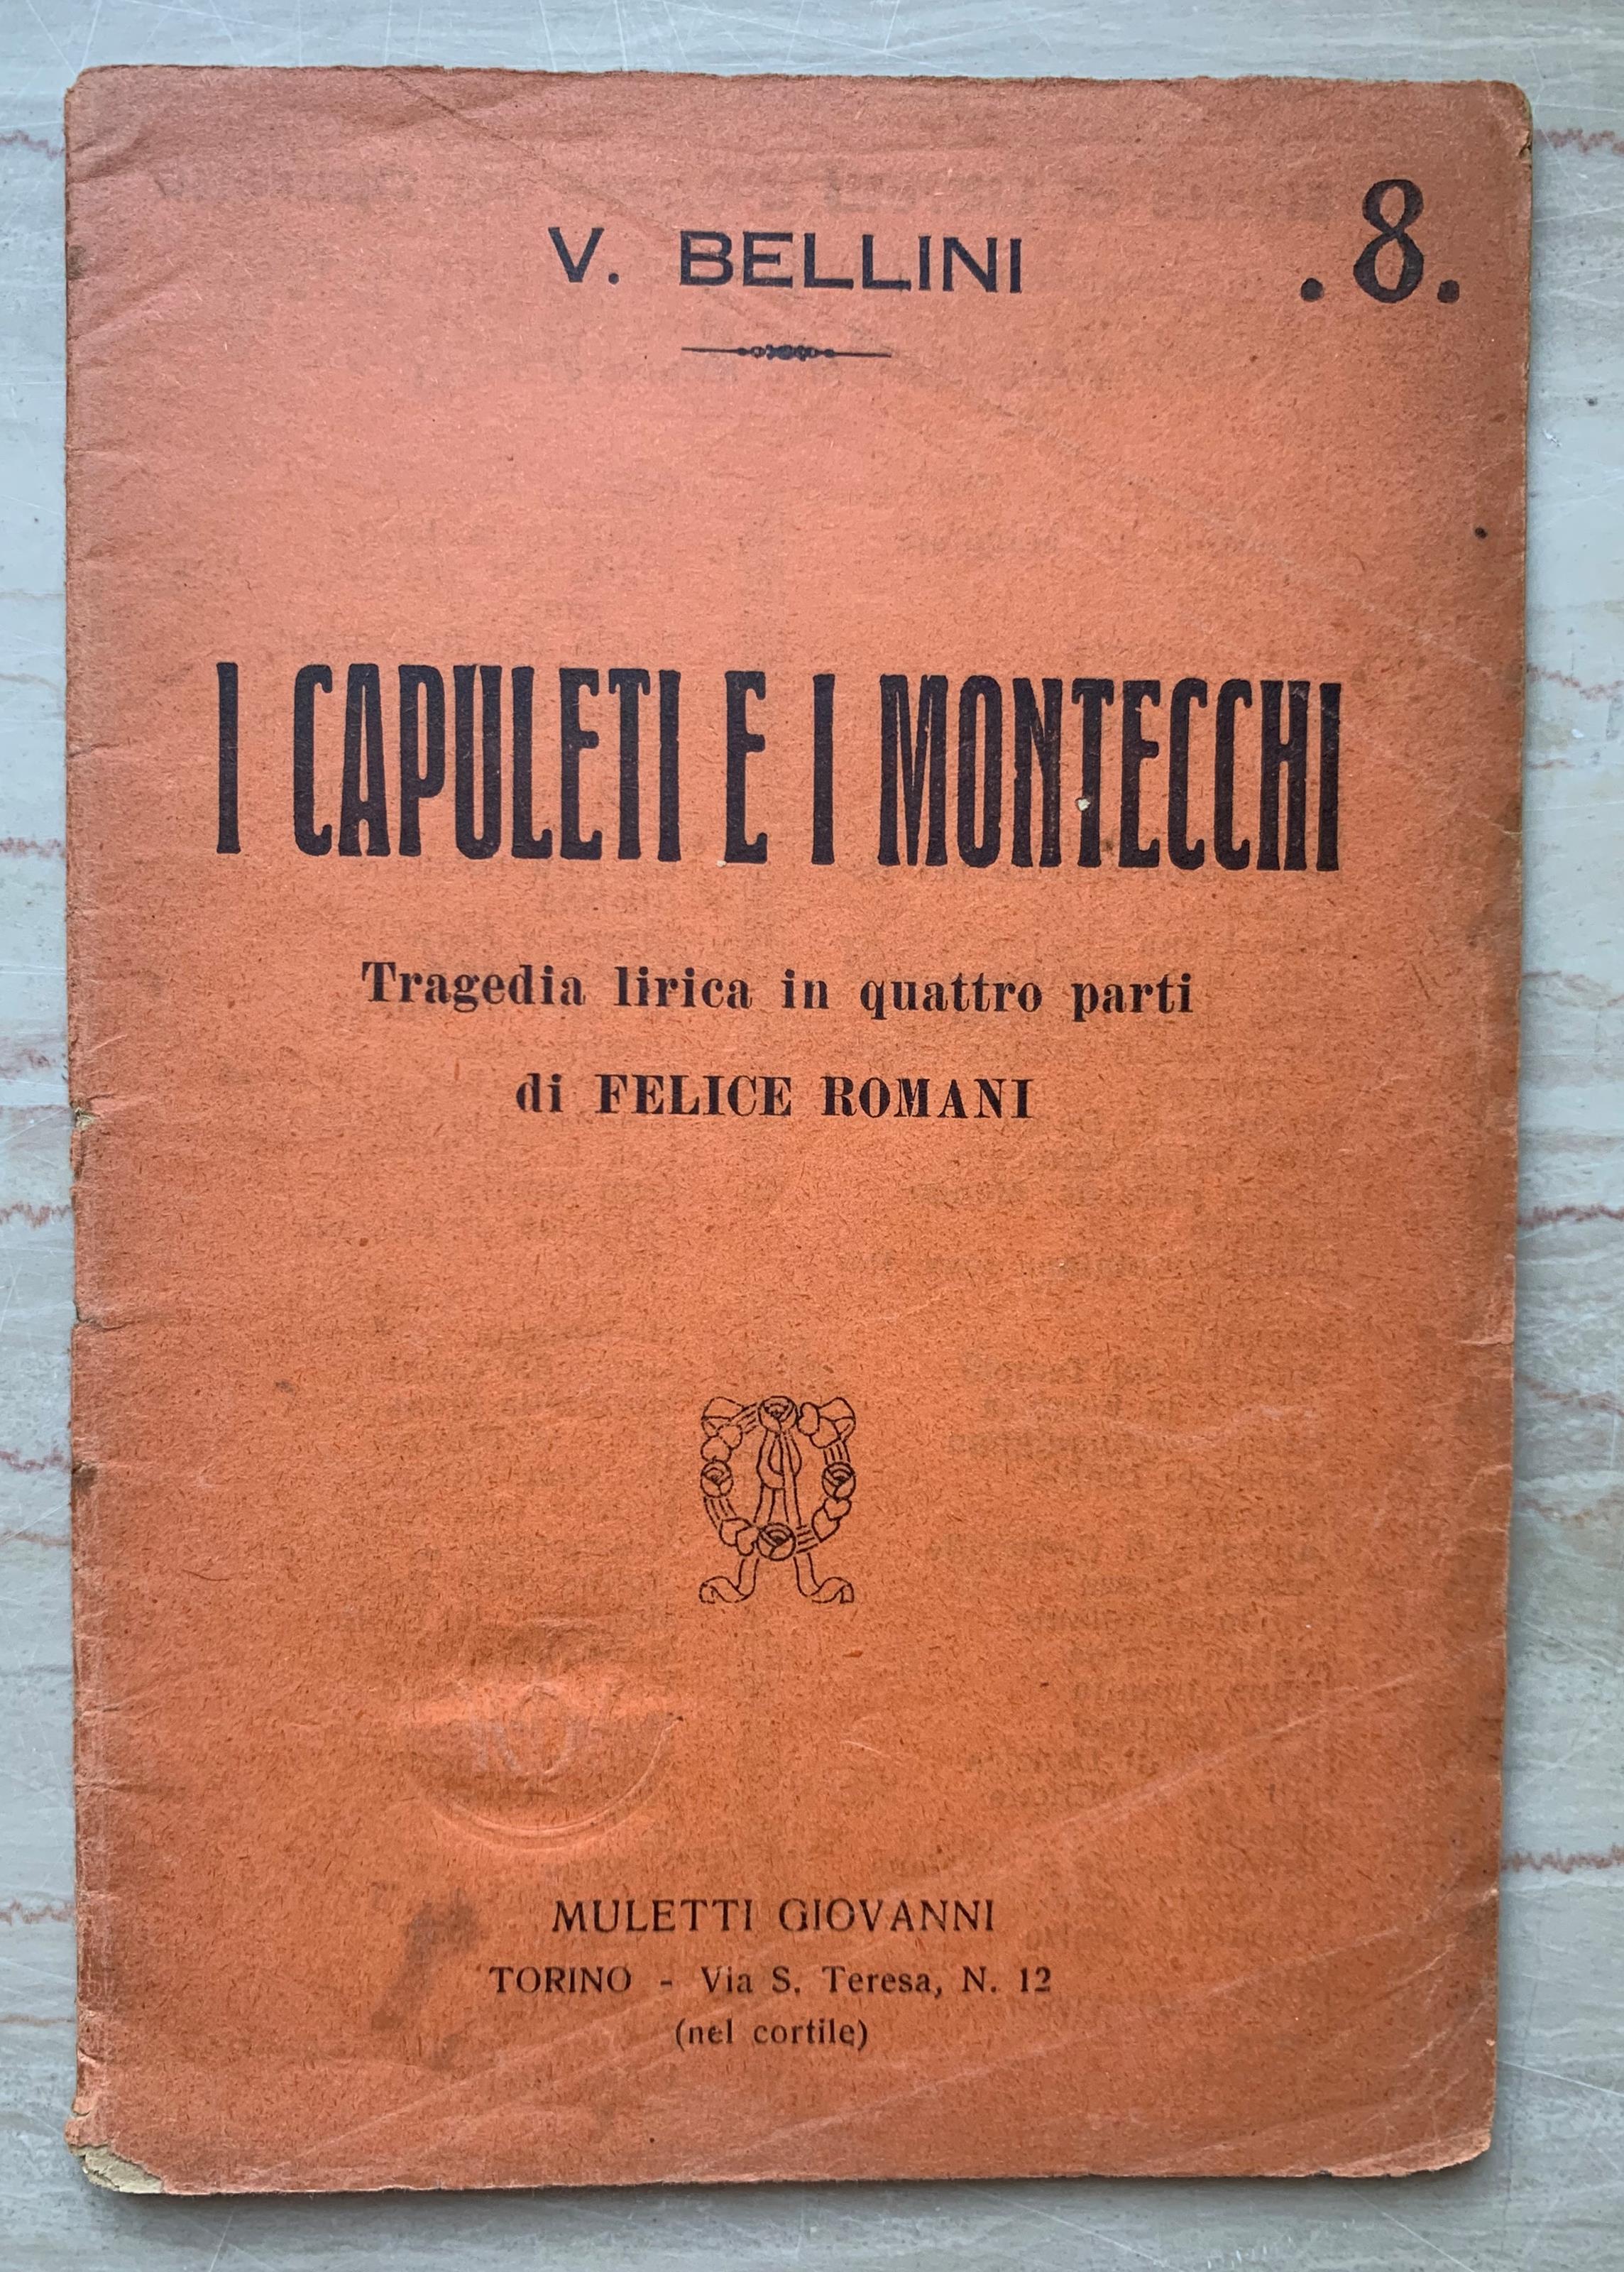 V. BELLINI
.8.
I CAPULETI E I MONTECCHI
Tragedia lirica in quattro parti
di FELICE ROMANI
MULETTI GIOVANNI
TORINO - Via S. Teresa, N. 12
(nel cortile)